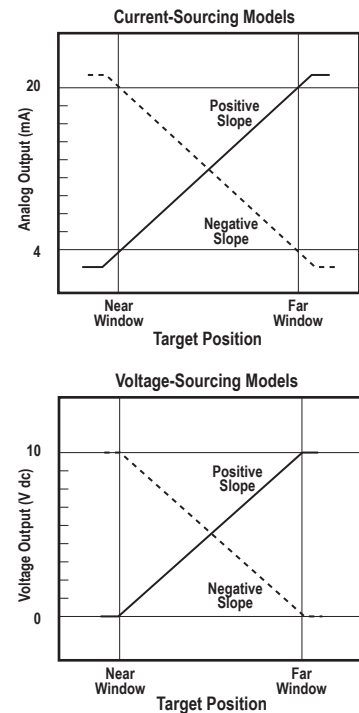 Current-Sourcing Models
Analog Output (mA)
20
4
Positive
Slope
Negative
Slope
Near
Window
Far
Window
Target Position
Voltage-Sourcing Models
Voltage Output (V dc)
10
0
Positive
Slope
Negative
Slope
Near
Window
Far
Window
Target Position